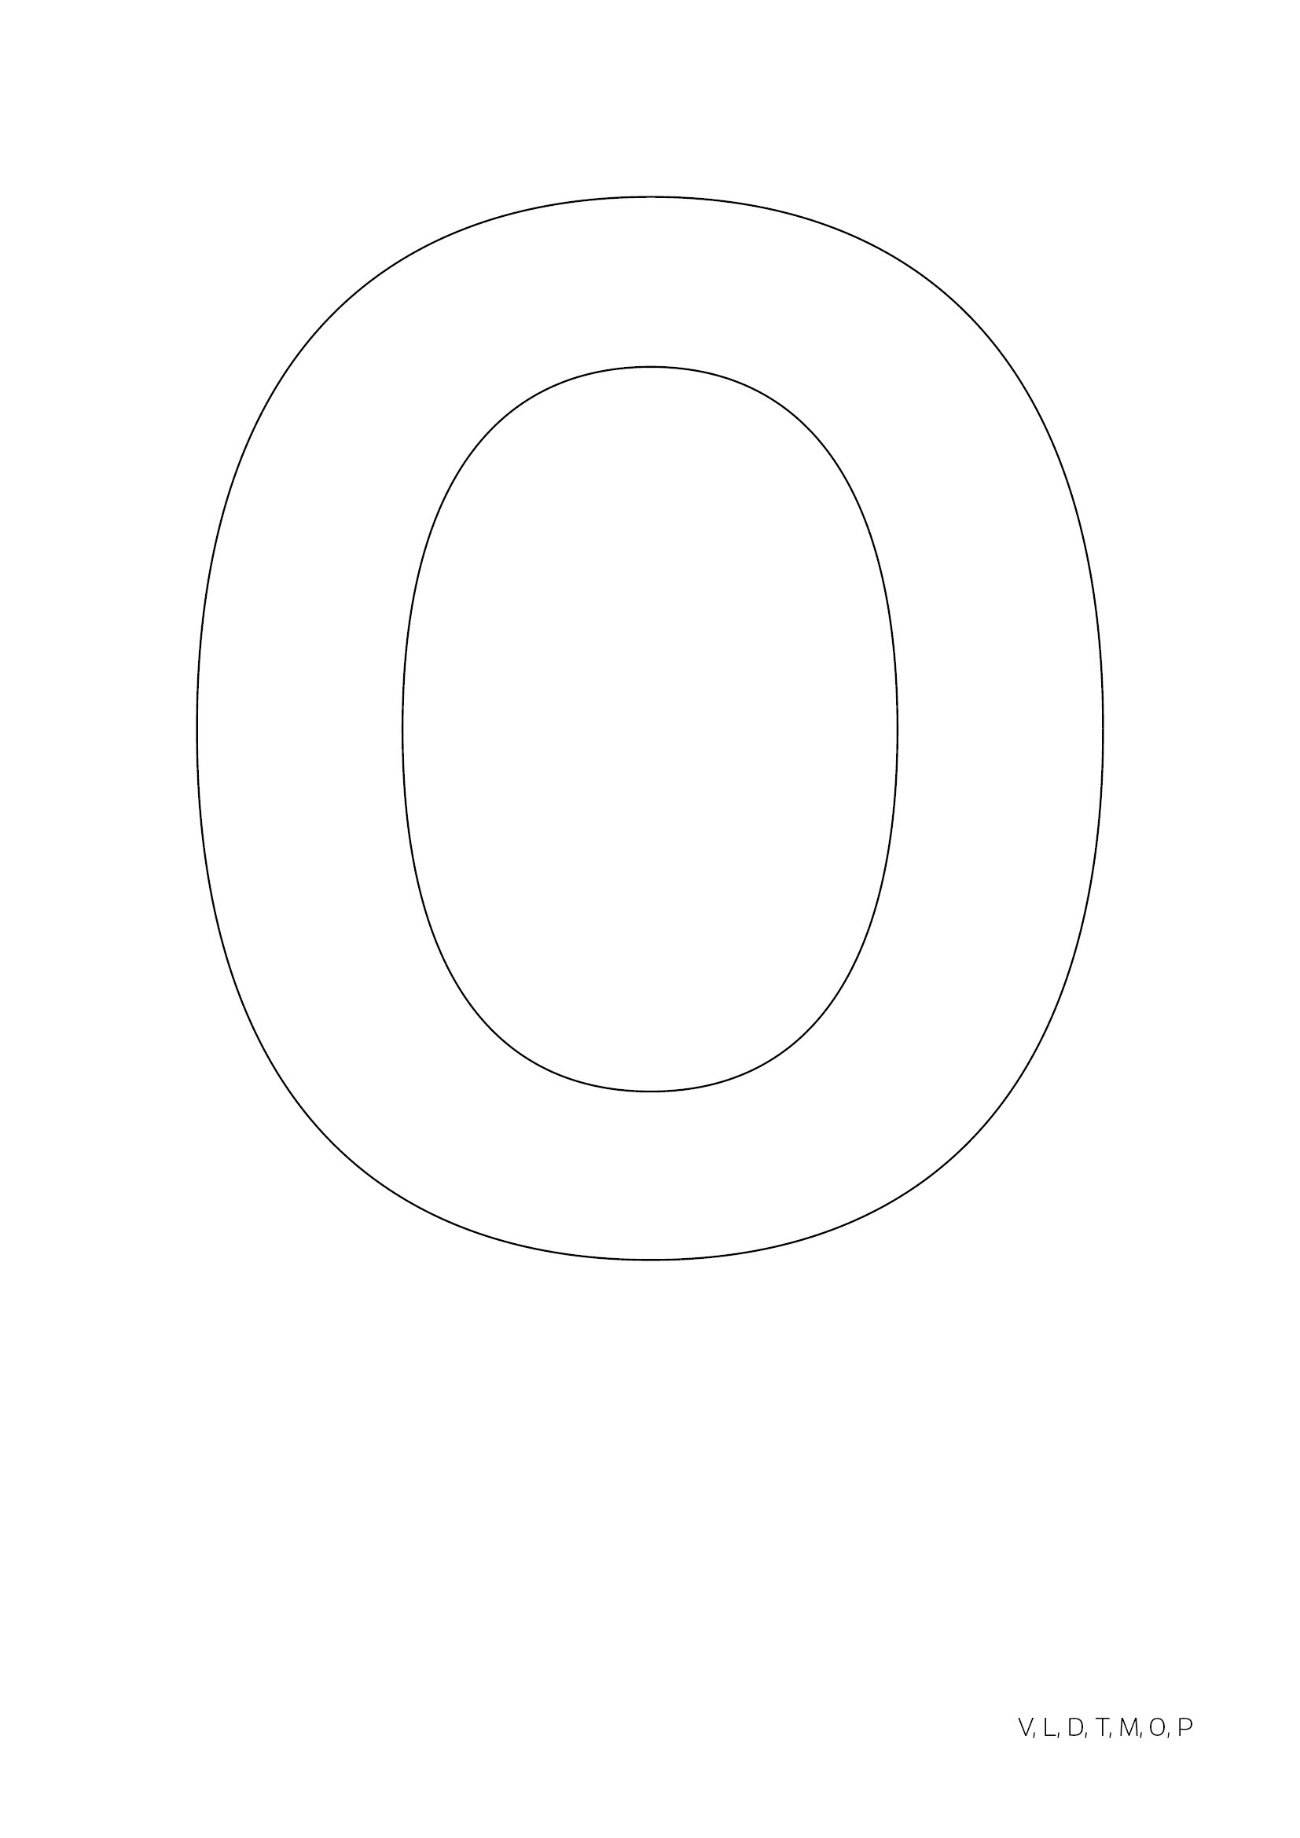 O
V, L, D, T, M, O, P